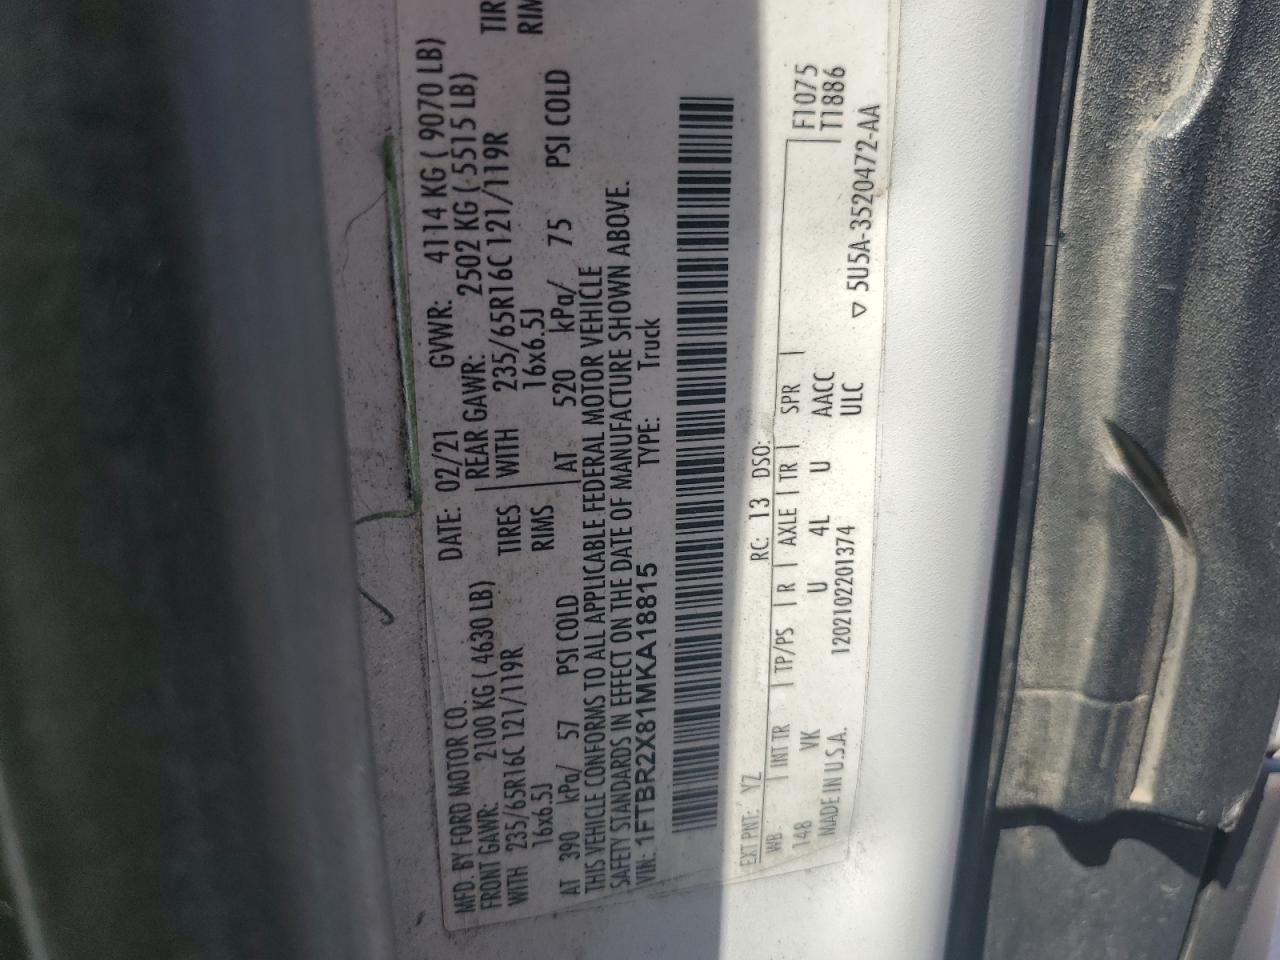 MFD. BY FORD MOTOR CO. DATE: 02/21 GVWR: 4114 KG ( 9070 LB)
FRONT GAWR: 2100 KG ( 4630 LB) REAR GAWR: 2502 KG ( 5515 LB)
WITH 235/65R16C 121/119R TIRES WITH 235/65R16C 121/119R TIR
16x6.5J RIMS 16x6.5J RIM
AT 390 kPa/ 57 PSI COLD AT 520 kPa/ 75 PSI COLD
THIS VEHICLE CONFORMS TO ALL APPLICABLE FEDERAL MOTOR VEHICLE
SAFETY STANDARDS IN EFFECT ON THE DATE OF MANUFACTURE SHOWN ABOVE.
VIN: 1FTBR2X81MKA18815 TYPE: Truck
EXT PNT: YZ RC: 13 DSO:
WB INT TR TP/PS R AXLE TR SPR F1075
148 VK U 4L U AACC T1886
MADE IN U.S.A. 120210220137​4 ULC
▽ 5U5A-3520472-AA